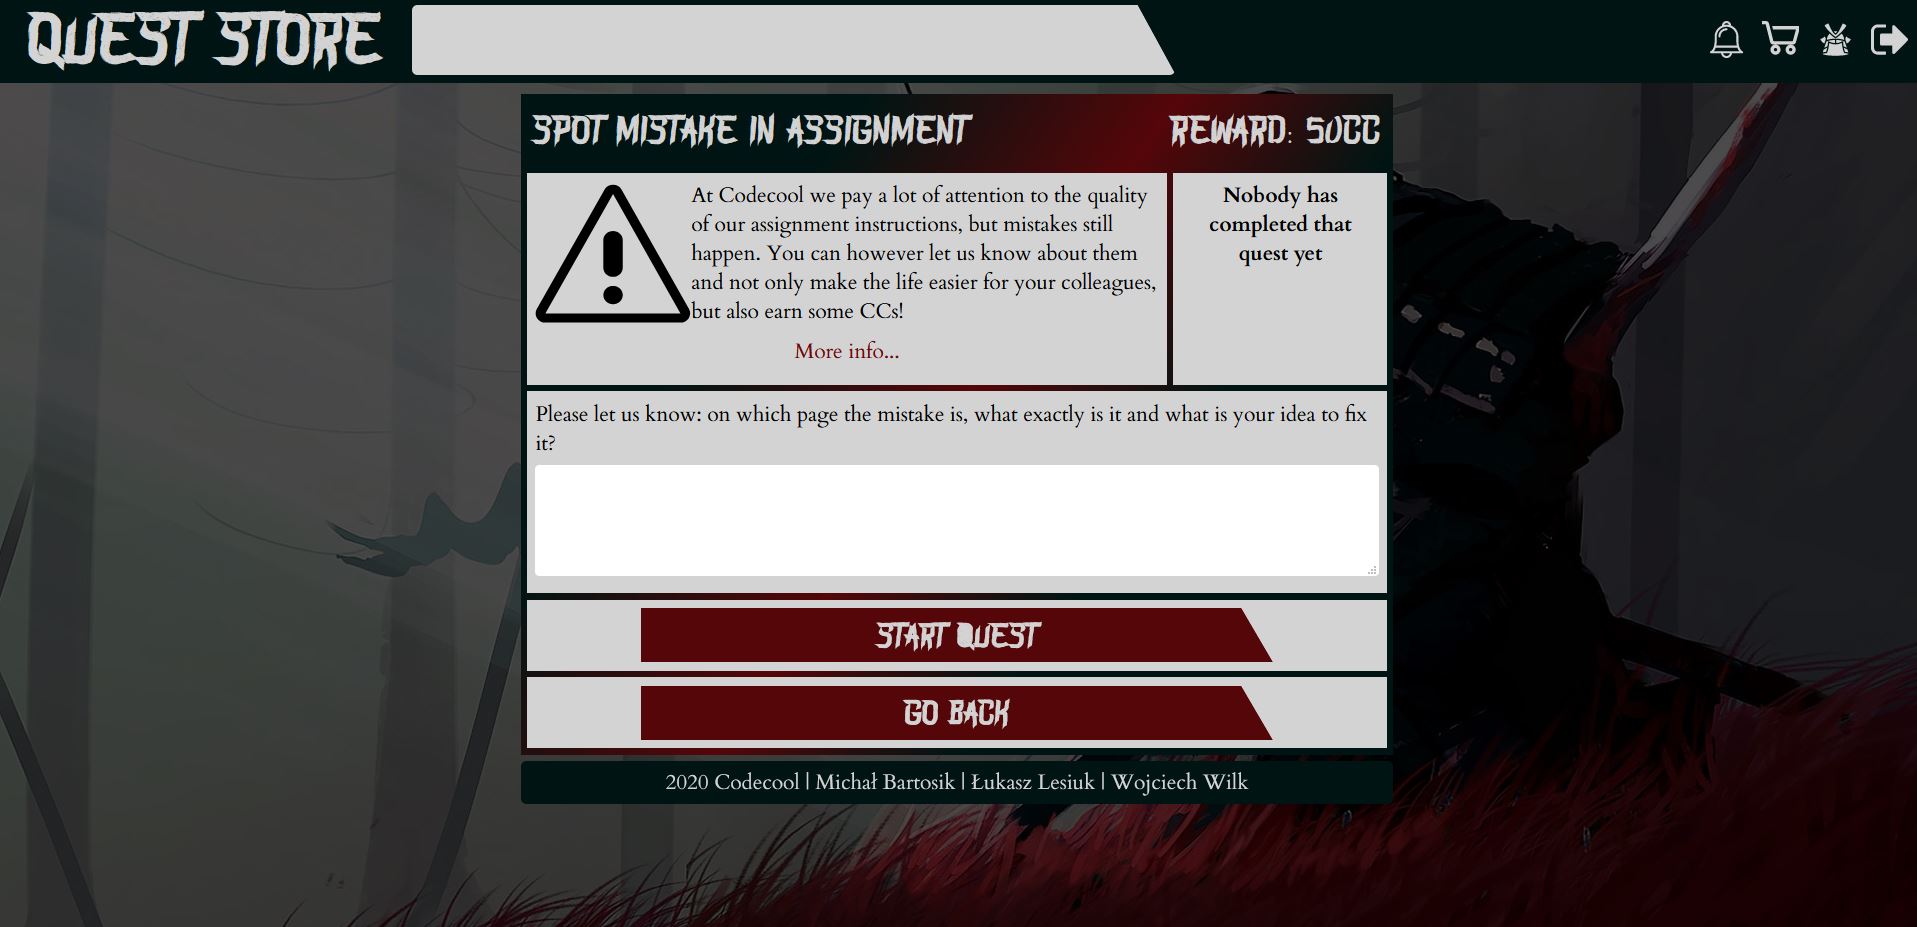 QUEST STORE
SPOT MISTAKE IN ASSIGNMENT
REWARD: 50CC
At Codecool we pay a lot of attention to the quality
of our assignment instructions, but mistakes still
happen. You can however let us know about them
and not only make the life easier for your colleagues,
but also earn some CCs!
More info...
Nobody has
completed that
quest yet
Please let us know: on which page the mistake is, what exactly is it and what is your idea to fix
it?
START QUEST
GO BACK
2020 Codecool | Michał Bartosik | Łukasz Lesiuk | Wojciech Wilk